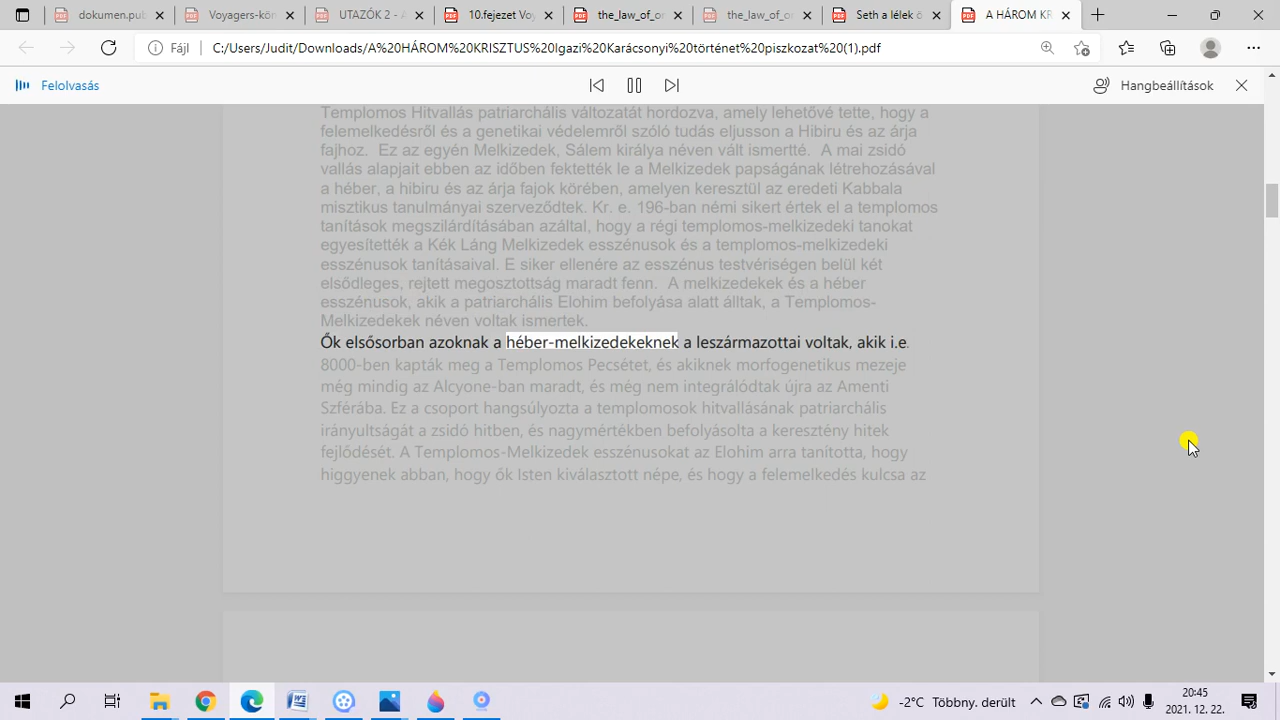 dokumen.pub
Voyagers-kön
UTAZÓK 2 - A
10.fejezet Voy
the_law_of_on
the_law_of_on
Seth a lélek ö
A HÁROM KR
Fájl
C:/Users/Judit/Downloads/A%20HÁROM%20KRISZTUS%20Igazi%20Karácsonyi%20történet%20piszkozat%20(1).pdf
Felolvasás
Hangbeállítások
Templomos Hitvallás patriarchális változatát hordozva, amely lehetővé tette, hogy a
felemelkedésről és a genetikai védelemről szóló tudás eljusson a Hibiru és az árja
fajhoz.  Ez az egyén Melkizedek, Sálem királya néven vált ismertté.  A mai zsidó
vallás alapjait ebben az időben fektették le a Melkizedek papságának létrehozásával
a héber, a hibiru és az árja fajok körében, amelyen keresztül az eredeti Kabbala
misztikus tanulmányai szerveződtek. Kr. e. 196-ban némi sikert értek el a templomos
tanítások megszilárdításában azáltal, hogy a régi templomos-melkizedeki tanokat
egyesítették a Kék Láng Melkizedek esszénusok és a templomos-melkizedeki
esszénusok tanításaival. E siker ellenére az esszénus testvériségen belül két
elsődleges, rejtett megosztottság maradt fenn.  A melkizedekek és a héber
esszénusok, akik a patriarchális Elohim befolyása alatt álltak, a Templomos-
Melkizedekek néven voltak ismertek.
Ők elsősorban azoknak a héber-melkizedekeknek a leszármazottai voltak, akik i.e.
8000-ben kapták meg a Templomos Pecsétet, és akiknek morfogenetikus mezeje
még mindig az Alcyone-ban maradt, és még nem integrálódtak újra az Amenti
Szférába. Ez a csoport hangsúlyozta a templomosok hitvallásának patriarchális
irányultságát a zsidó hitben, és nagymértékben befolyásolta a keresztény hitek
fejlődését. A Templomos-Melkizedek esszénusokat az Elohim arra tanította, hogy
higgyenek abban, hogy ők Isten kiválasztott népe, és hogy a felemelkedés kulcsa az
-2°C  Többny. derült
20:45
2021. 12. 22.